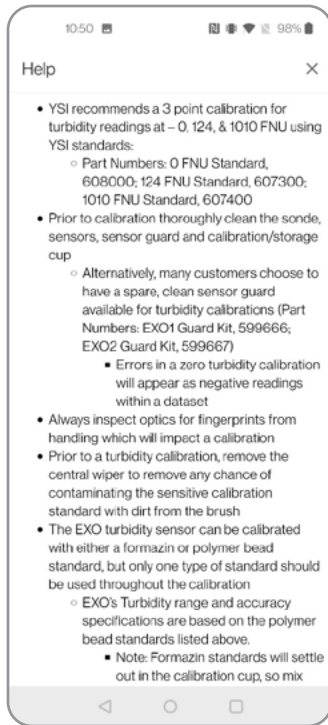 10:50 98%
Help ×
• YSI recommends a 3 point calibration for
turbidity readings at – 0, 124, & 1010 FNU using
YSI standards:
○ Part Numbers: 0 FNU Standard,
608000; 124 FNU Standard, 607300;
1010 FNU Standard, 607400
• Prior to calibration thoroughly clean the sonde,
sensors, sensor guard and calibration/storage
cup
○ Alternatively, many customers choose to
have a spare, clean sensor guard
available for turbidity calibrations (Part
Numbers: EXO1 Guard Kit, 599666;
EXO2 Guard Kit, 599667)
▪ Errors in a zero turbidity calibration
will appear as negative readings
within a dataset
• Always inspect optics for fingerprints from
handling which will impact a calibration
• Prior to a turbidity calibration, remove the
central wiper to remove any chance of
contaminating the sensitive calibration
standard with dirt from the brush
• The EXO turbidity sensor can be calibrated
with either a formazin or polymer bead
standard, but only one type of standard should
be used throughout the calibration
○ EXO's Turbidity range and accuracy
specifications are based on the polymer
bead standards listed above.
▪ Note: Formazin standards will settle
out in the calibration cup, so mix